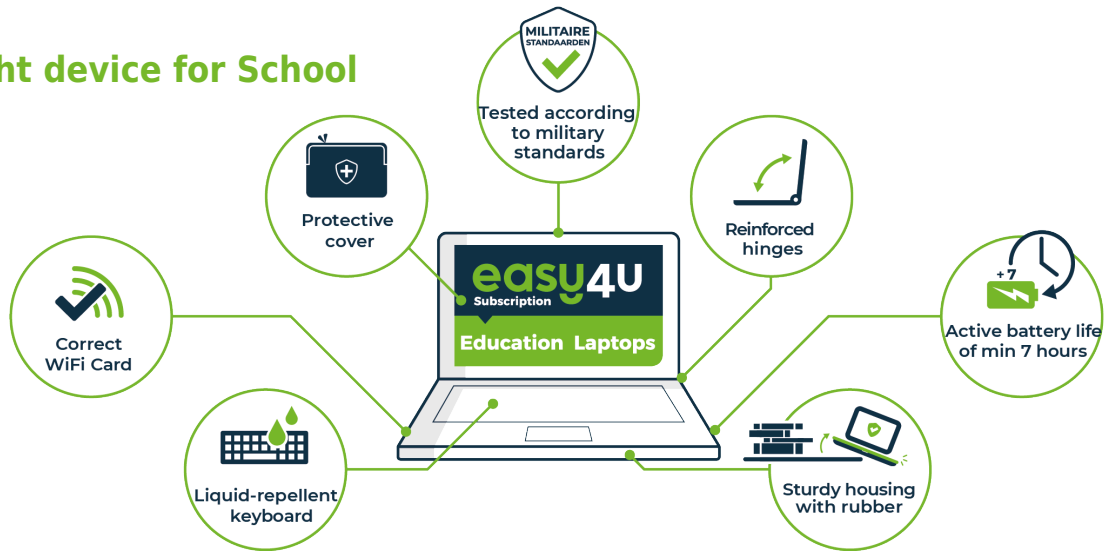 ht device for School
MILITAIRE
STANDAARDEN
Tested according
to military
standards
Protective
cover
Reinforced
hinges
easy4U
Subscription
Education Laptops
+7
Active battery life
of min 7 hours
Correct
WiFi Card
Liquid-repellent
keyboard
Sturdy housing
with rubber